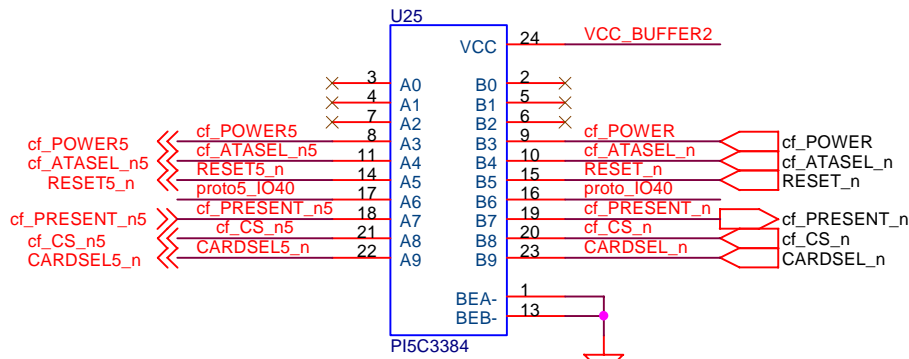 U25
24 VCC_BUFFER2
VCC
3 A0 B0 2
4 A1 B1 5
7 A2 B2 6
cf_POWER5 cf_POWER5 8 A3 B3 9 cf_POWER cf_POWER
cf_ATASEL_n5 cf_ATASEL_n5 11 A4 B4 10 cf_ATASEL_n cf_ATASEL_n
RESET5_n RESET5_n 14 A5 B5 15 RESET_n RESET_n
proto5_IO40 17 A6 B6 16 proto_IO40
cf_PRESENT_n5 cf_PRESENT_n5 18 A7 B7 19 cf_PRESENT_n cf_PRESENT_n
cf_CS_n5 cf_CS_n5 21 A8 B8 20 cf_CS_n cf_CS_n
CARDSEL5_n CARDSEL5_n 22 A9 B9 23 CARDSEL_n CARDSEL_n
BEA- 1
BEB- 13
PI5C3384